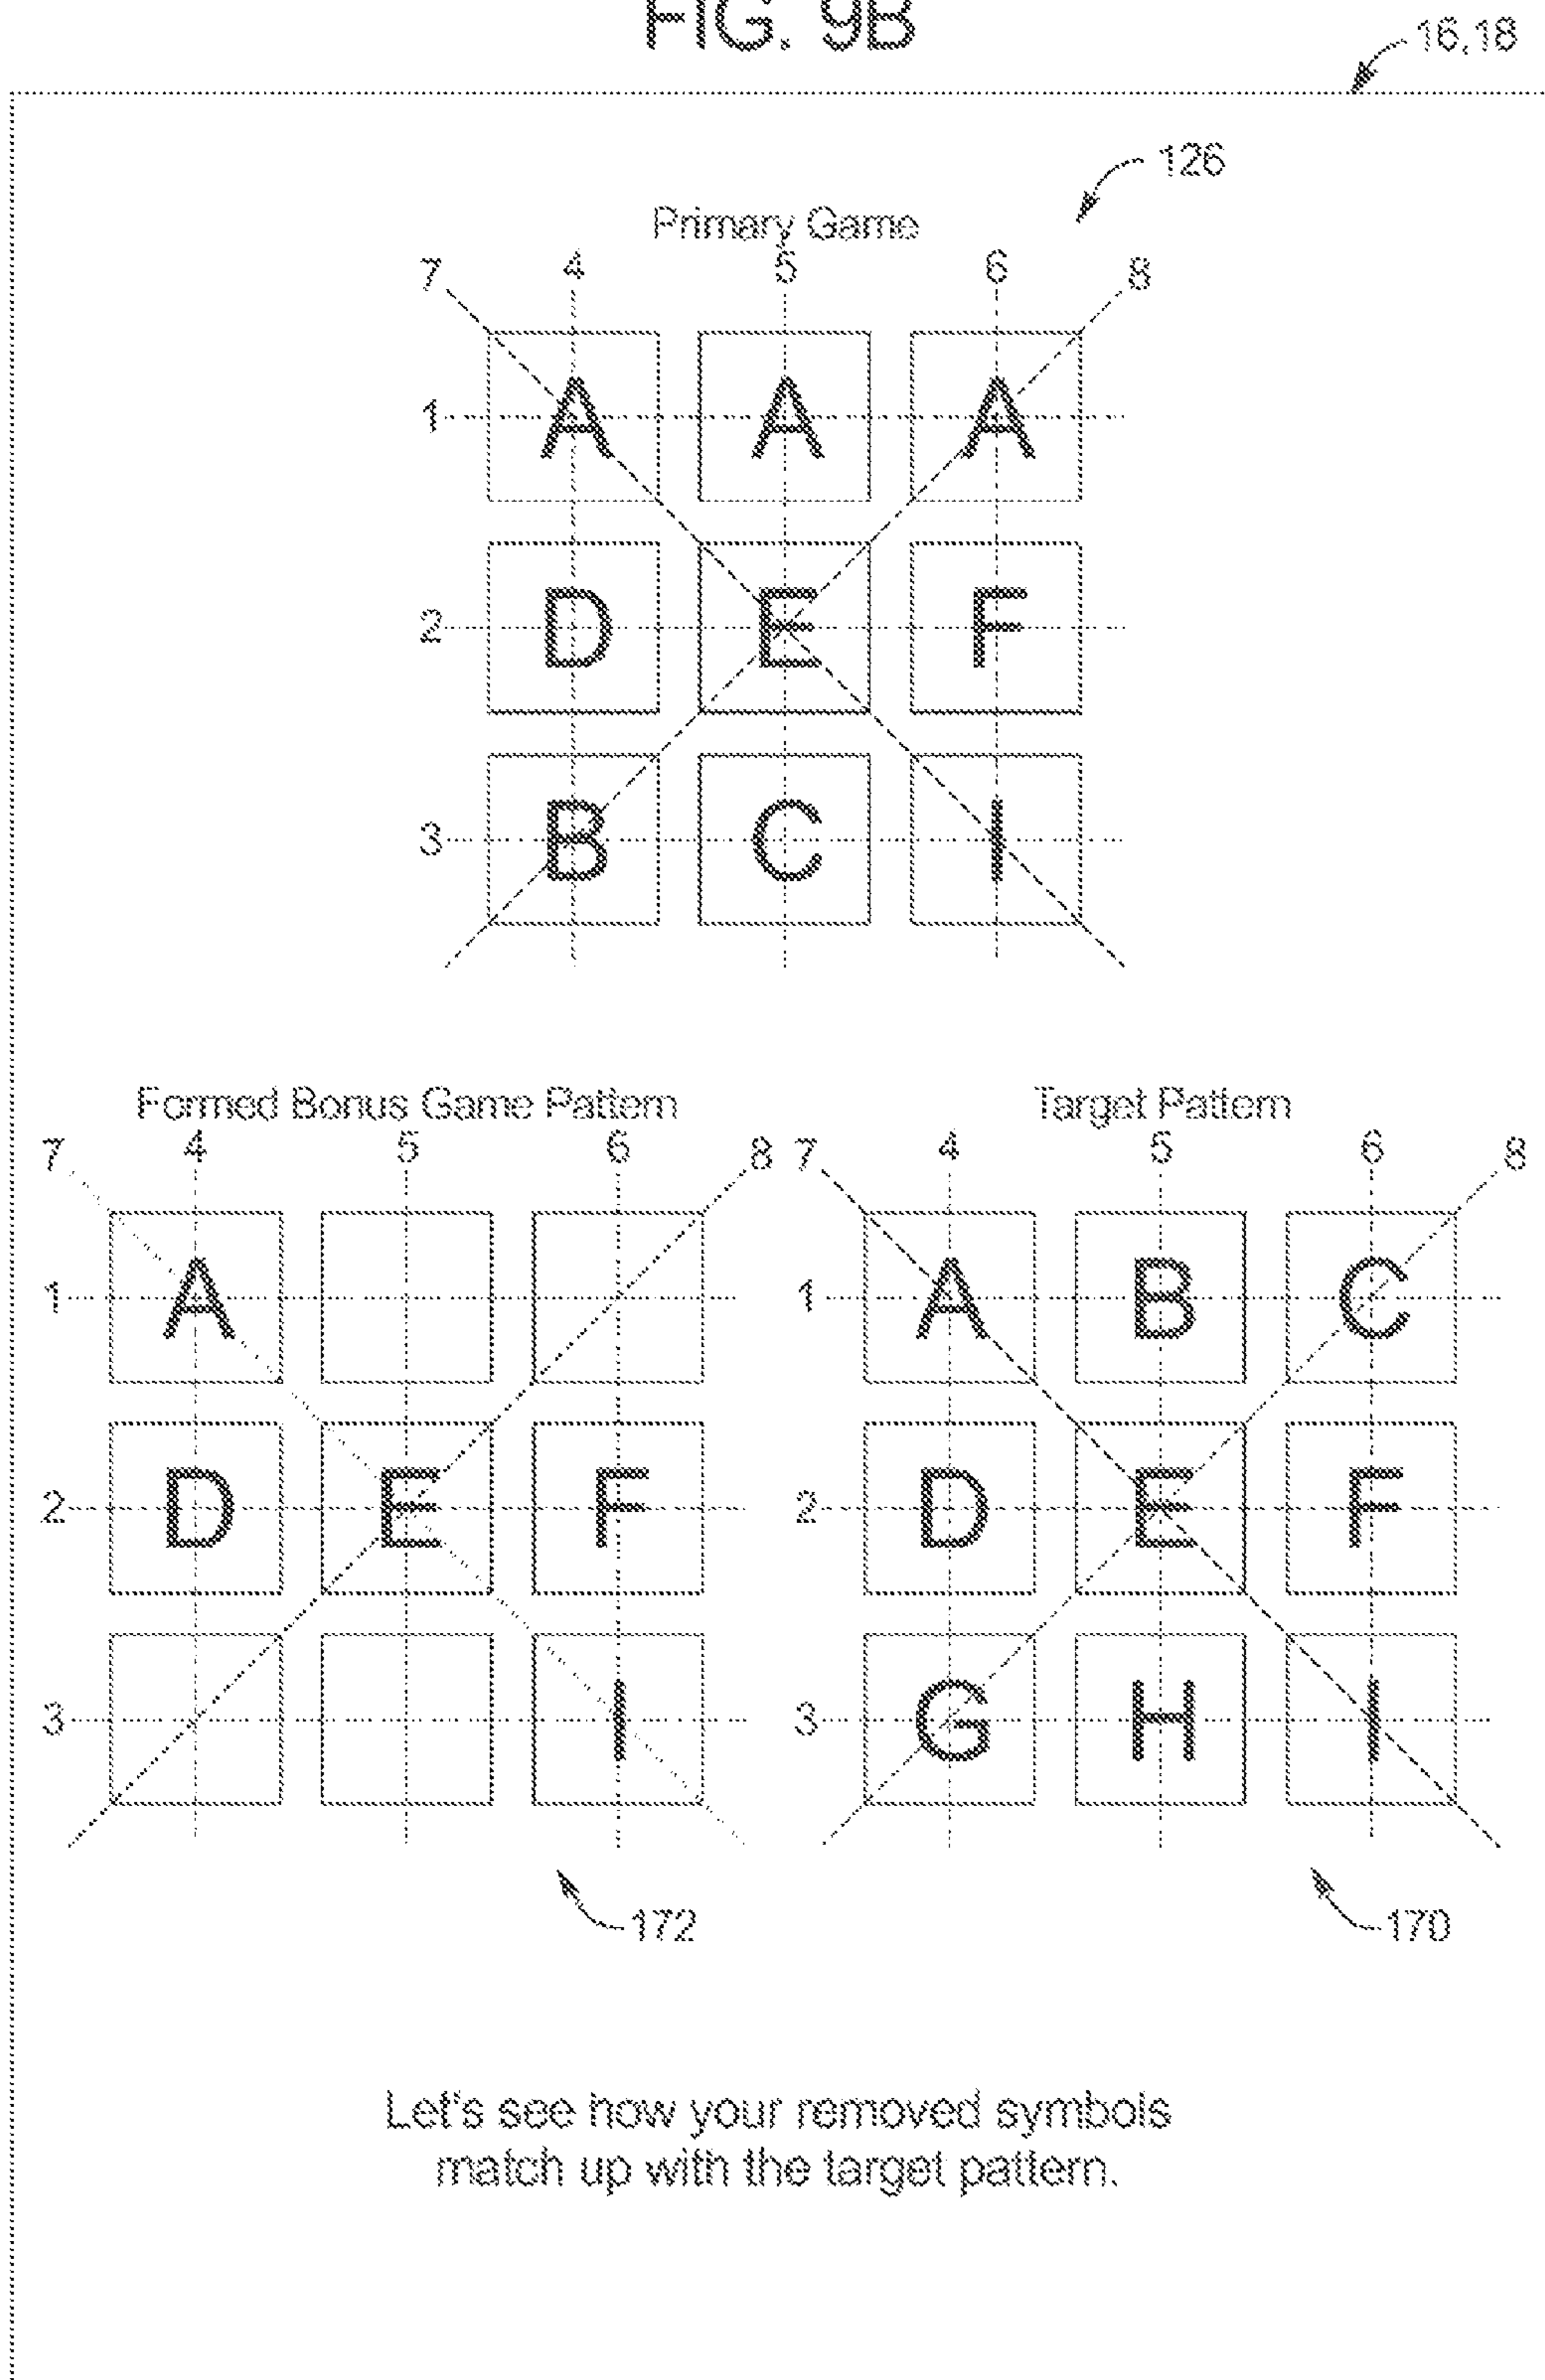 FIG. 9B
16,18
126
Primary Game
7 4 5 6 8
1 A A A
2 D E F
3 B C I
Formed Bonus Game Pattern Target Pattern
7 4 5 6 8 7 4 5 6 8
1 A 1 A B C
2 D E F 2 D E F
3 I 3 G H I
172 170
Let's see how your removed symbols
match up with the target pattern.